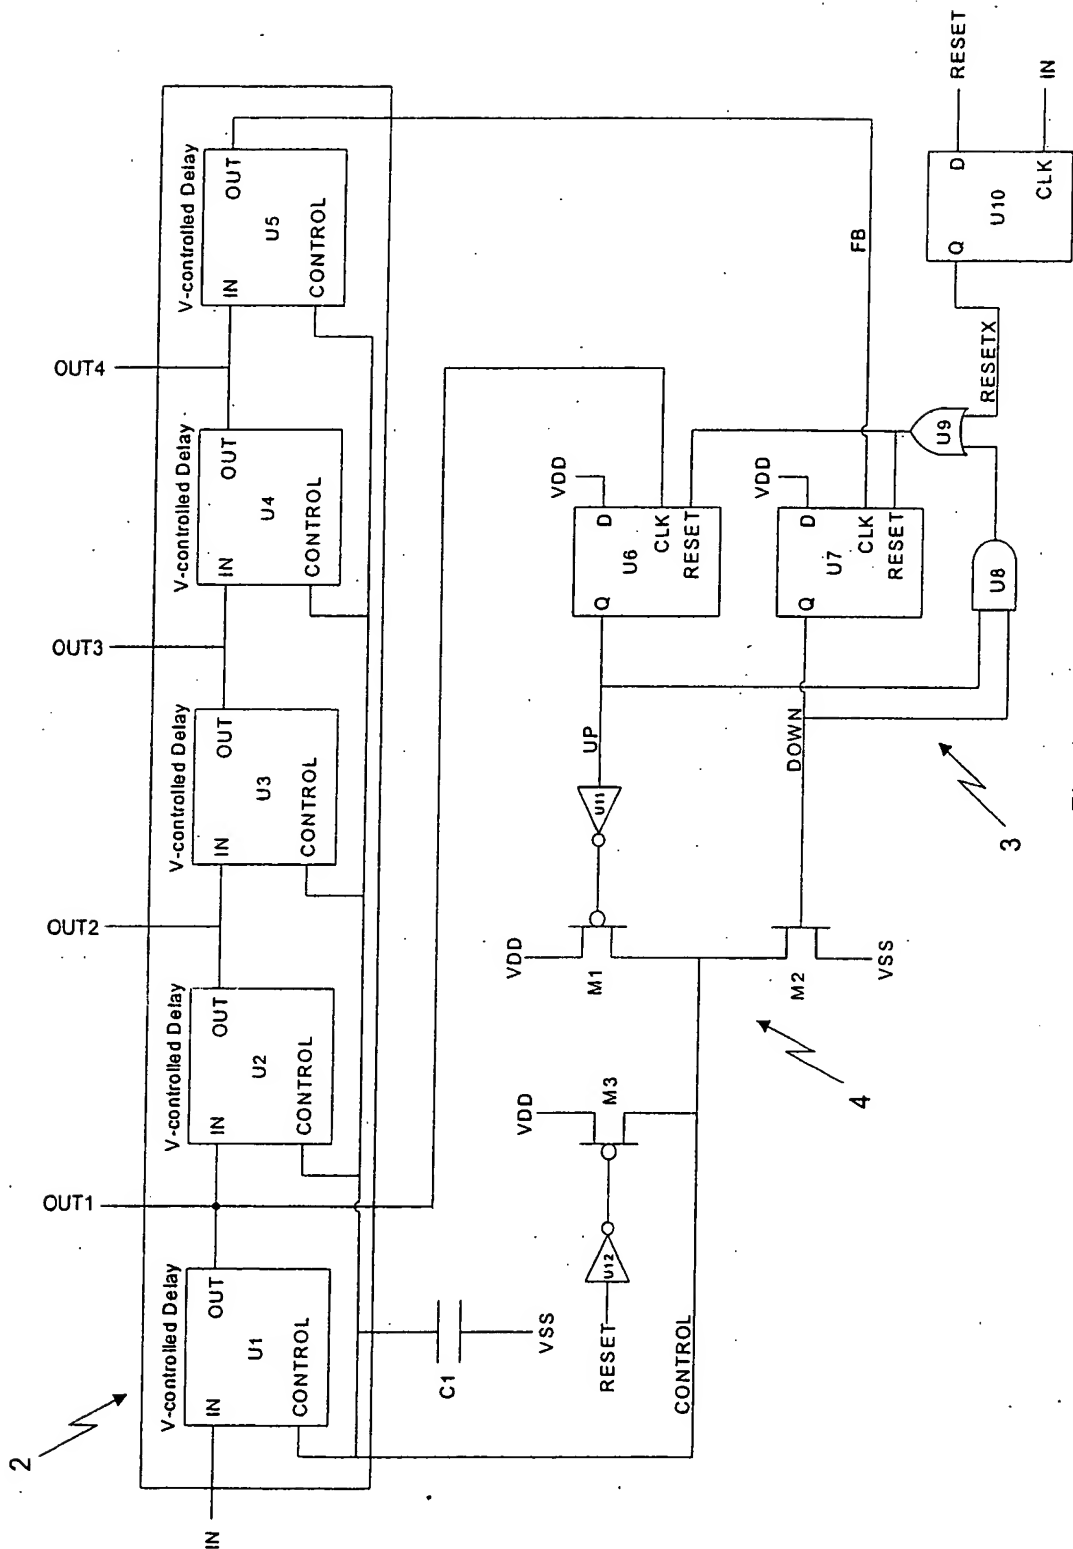 2
IN
V-controlled Delay
IN
OUT
U1
CONTROL
OUT1
V-controlled Delay
IN
OUT
U2
CONTROL
OUT2
V-controlled Delay
IN
OUT
U3
CONTROL
OUT3
V-controlled Delay
IN
OUT
U4
CONTROL
OUT4
V-controlled Delay
IN
OUT
U5
CONTROL
C1
VSS
RESET
U12
VDD
M3
CONTROL
4
VDD
M1
M2
VSS
U11
UP
DOWN
3
VDD
Q
D
U6
CLK
RESET
VDD
Q
D
U7
CLK
RESET
FB
U8
U9
RESETX
Q
D
U10
CLK
RESET
IN